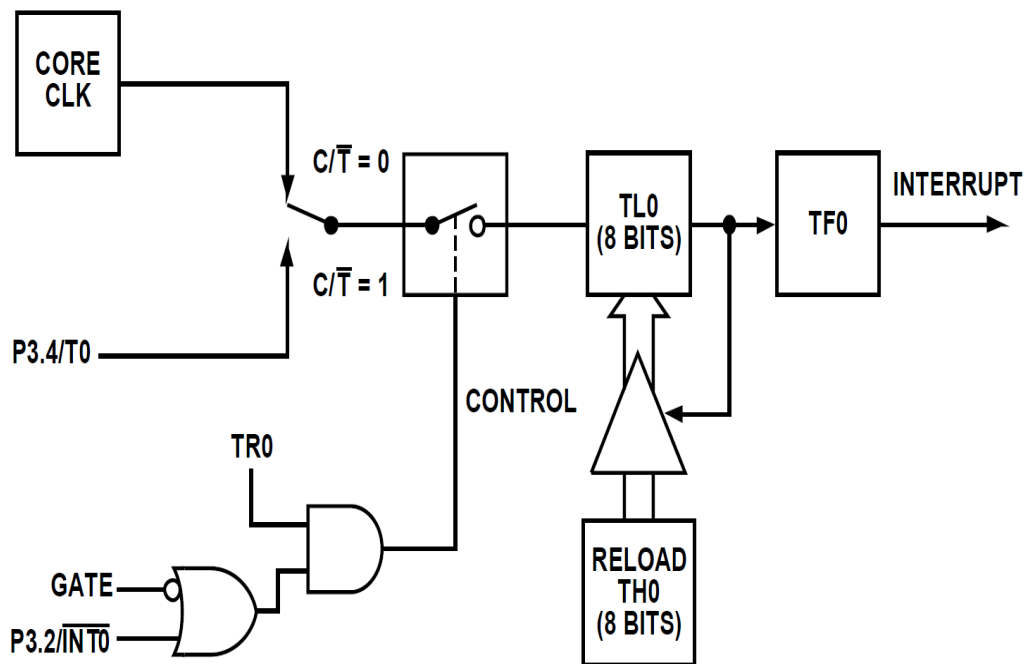 CORE
CLK
C/T̅ = 0
INTERRUPT
TL0
(8 BITS)
TF0
C/T̅ = 1
P3.4/T0
CONTROL
TR0
RELOAD
TH0
(8 BITS)
GATE
P3.2/I̅N̅T̅0̅